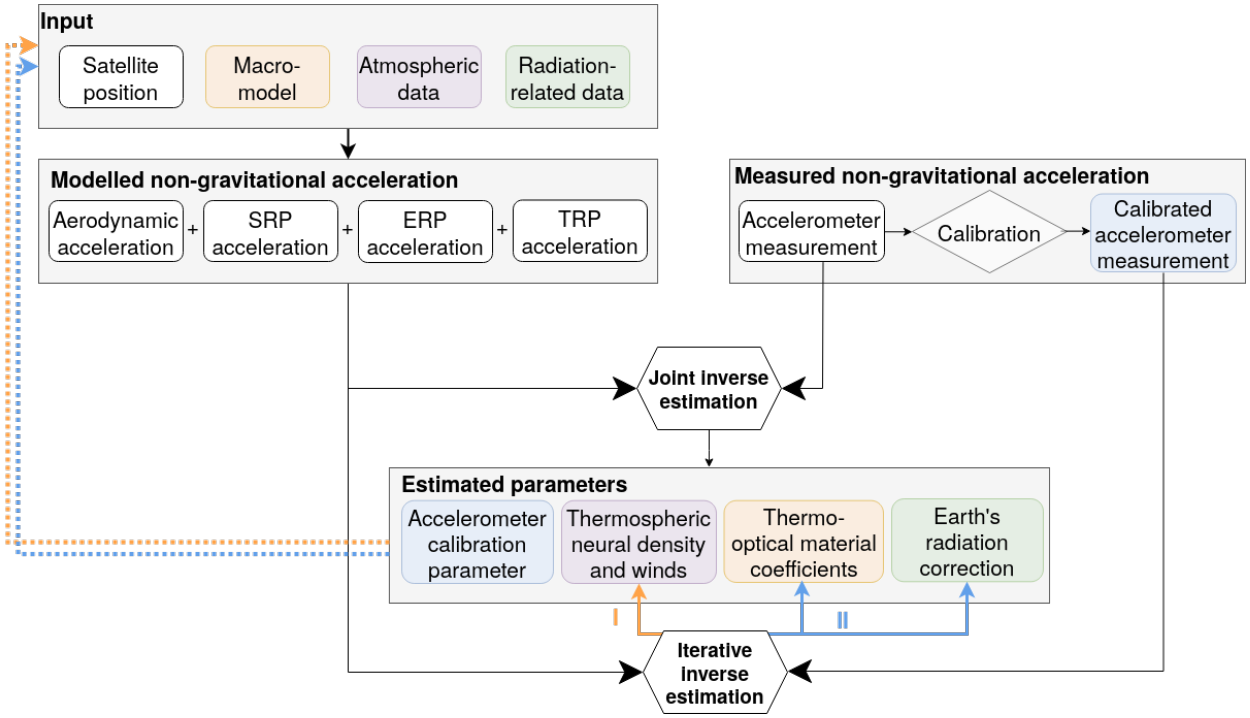 Input
Satellite
position
Macro-
model
Atmospheric
data
Radiation-
related data
Modelled non-gravitational acceleration
Aerodynamic
acceleration
+
SRP
acceleration
+
ERP
acceleration
+
TRP
acceleration
Measured non-gravitational acceleration
Accelerometer
measurement
Calibration
Calibrated
accelerometer
measurement
Joint inverse
estimation
Estimated parameters
Accelerometer
calibration
parameter
Thermospheric
neural density
and winds
Thermo-
optical material
coefficients
Earth's
radiation
correction
I
II
Iterative
inverse
estimation